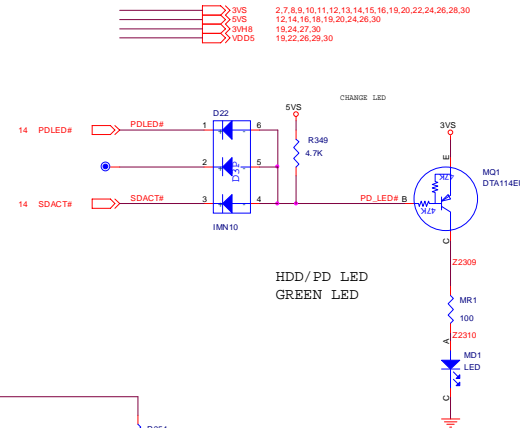 3VS 2,7,8,9,10,11,12,13,14,15,16,19,20,22,24,26,28,30
5VS 12,14,16,18,19,20,24,26,30
3VH8 19,24,27,30
VDD5 19,22,26,29,30
CHANGE LED
D22
5VS
3VS
14 PDLED# PDLED# 1 6
R349
4.7K
E
2 5
D3P
47K
MQ1
DTA114EI
14 SDACT# SDACT# 3 4
PD_LED# B
47K
IMN10
C
Z2309
HDD/PD LED
GREEN LED
MR1
100
Z2310
A
MD1
LED
C